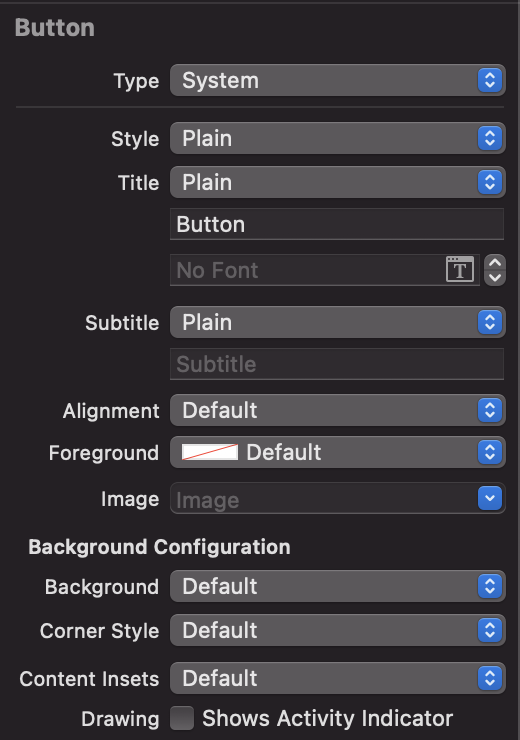 Button
Type System
Style Plain
Title Plain
Button
No Font T
Subtitle Plain
Subtitle
Alignment Default
Foreground Default
Image Image
Background Configuration
Background Default
Corner Style Default
Content Insets Default
Drawing Shows Activity Indicator